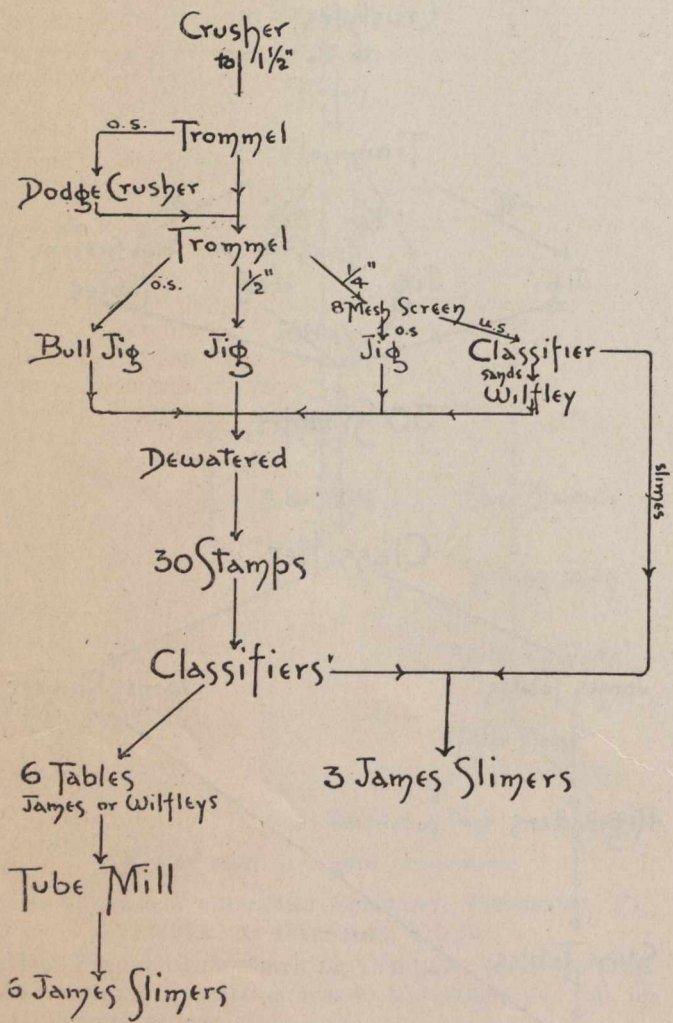 Crusher
to 1 1/2"
o.s.
Trommel
Dodge Crusher
Trommel
o.s.
1/2"
1/4"
8 Mesh Screen
o.s
u.s.
Bull Jig
Jig
Jig
Classifier
sands
Wilfley
slimes
Dewatered
30 Stamps
Classifiers'
6 Tables
James or Wilfleys
3 James Slimers
Tube Mill
6 James Slimers